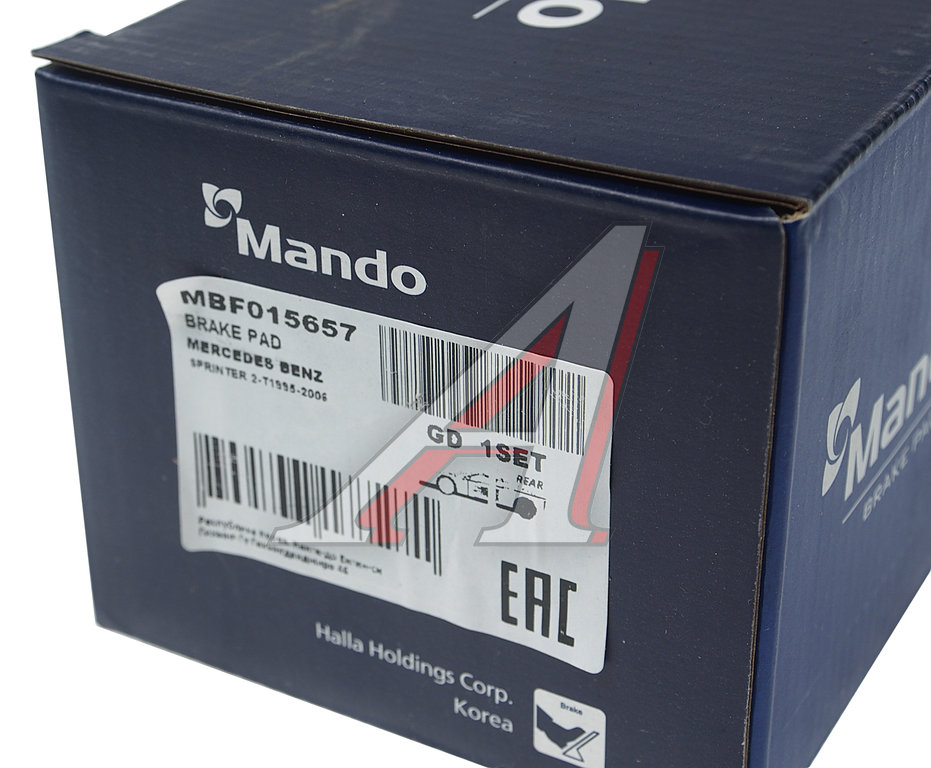 Mando
MBF015657
BRAKE PAD
MERCEDES BENZ
SPRINTER 2-T1995-2006
GD 1SET
REAR
Республика
EAC
Halla Holdings Corp.
Korea
Brake
Mando
BRAKE